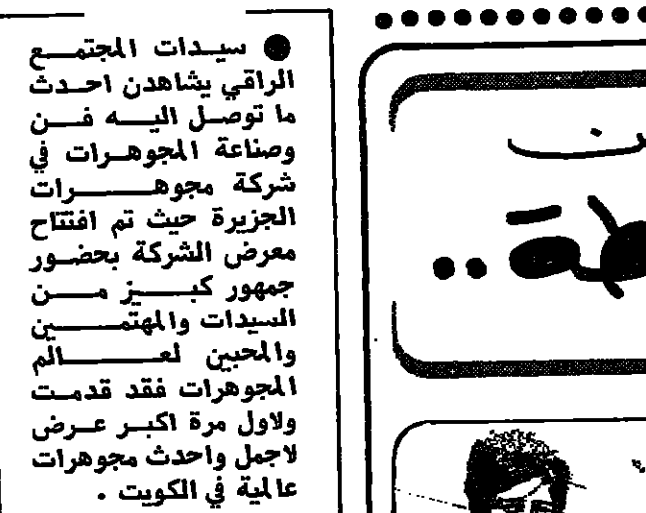 ● سيدات المجتمع
الراقي يشاهدن احدث
ما توصل اليه فن
وصناعة المجوهرات في
شركة مجوهرات
الجزيرة حيث تم افتتاح
معرض الشركة بحضور
جمهور كبيز من
السيدات والمهتمين
والمحبين لعالم
المجوهرات فقد قدمت
ولاول مرة اكبر عرض
لاجمل واحدث مجوهرات
عالمية في الكويت .